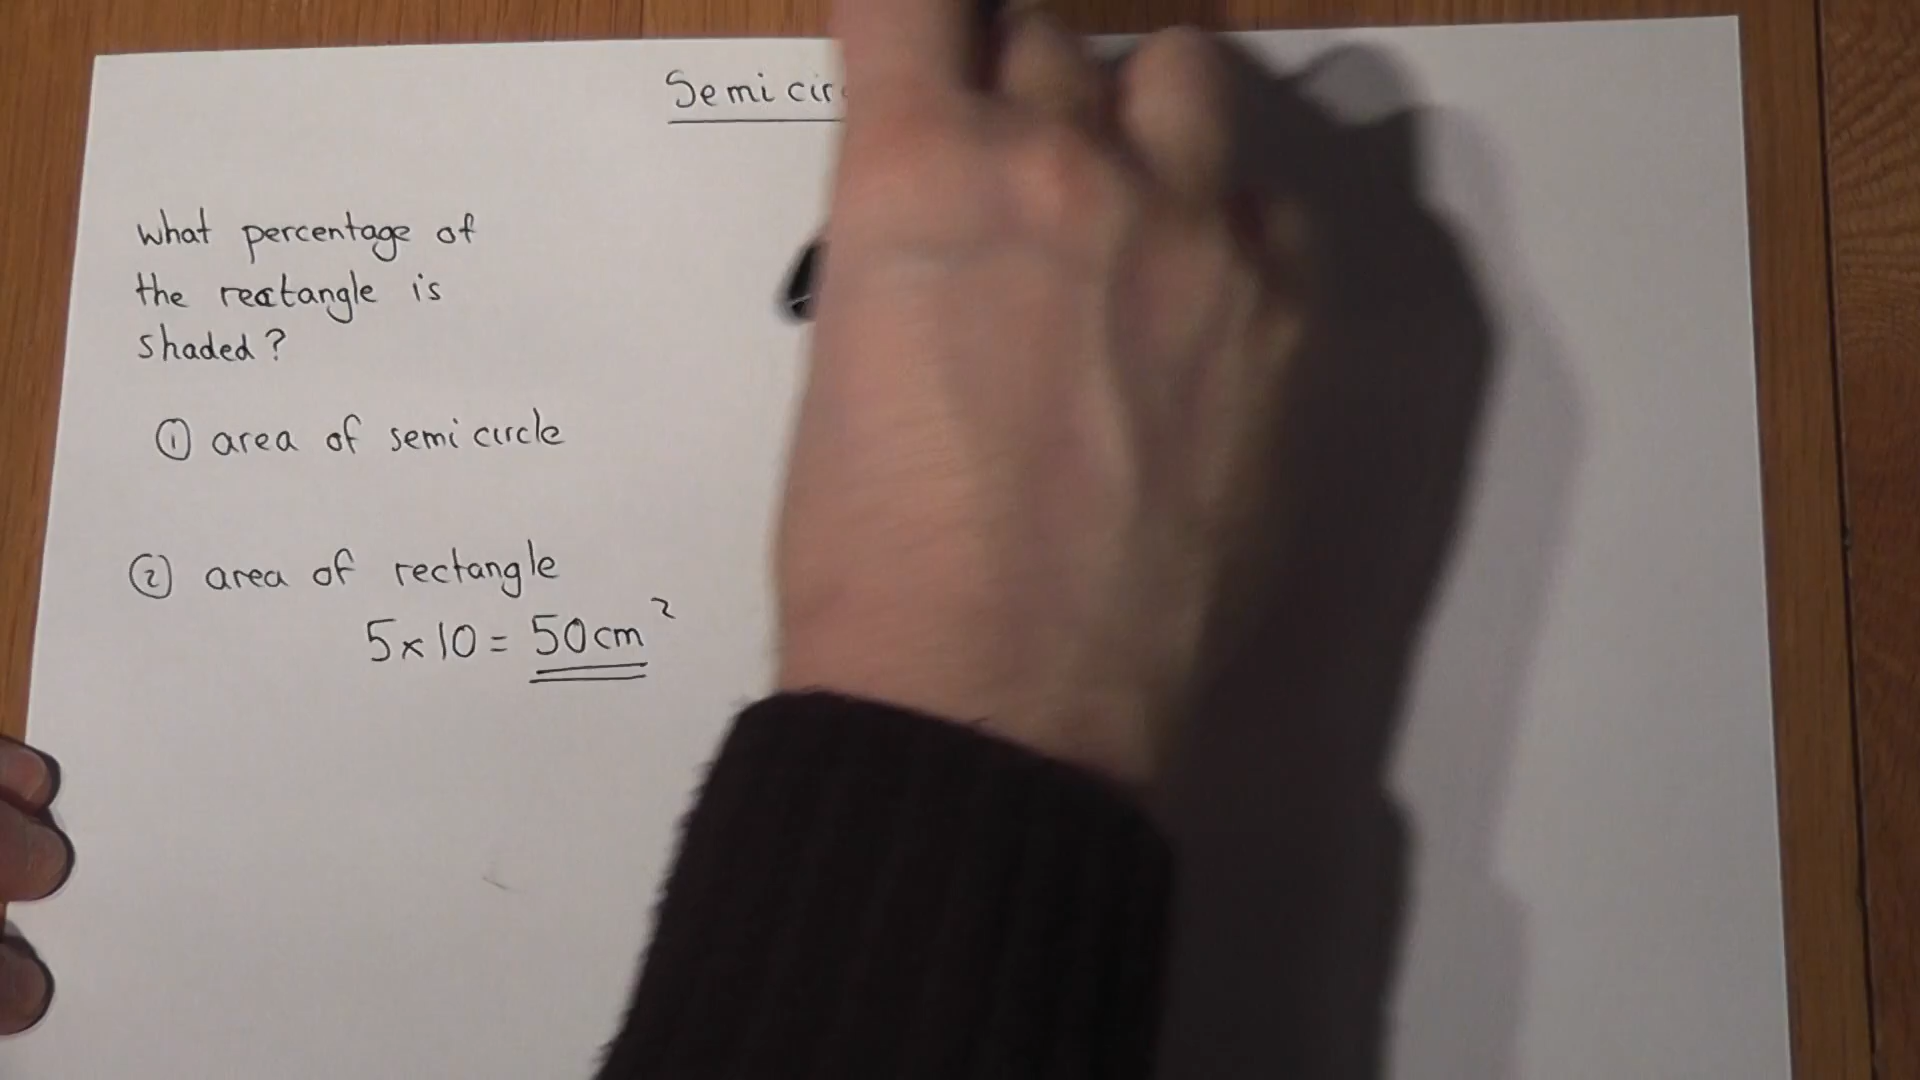 Semi cir
what percentage of
the rectangle is
shaded?
① area of semi circle
② area of rectangle
5 x 10 = 50cm²